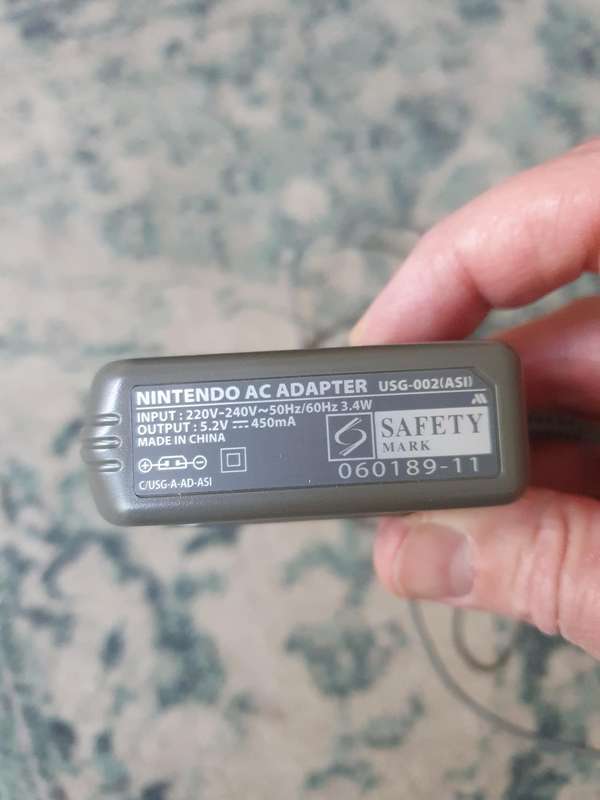 NINTENDO AC ADAPTER USG-002(ASI)
INPUT : 220V-240V~50Hz/60Hz 3.4W
OUTPUT : 5.2V ⎓ 450mA
MADE IN CHINA
SAFETY
MARK
060189-11
C/USG-A-AD-ASI